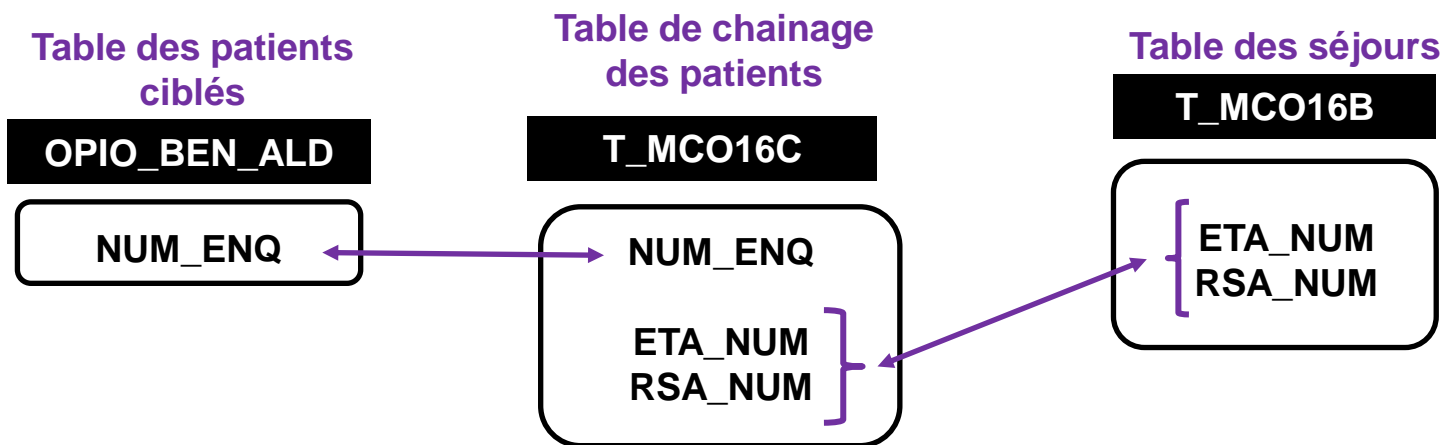 Table des patients
ciblés
OPIO_BEN_ALD
NUM_ENQ
Table de chainage
des patients
T_MCO16C
NUM_ENQ
ETA_NUM
RSA_NUM
Table des séjours
T_MCO16B
ETA_NUM
RSA_NUM